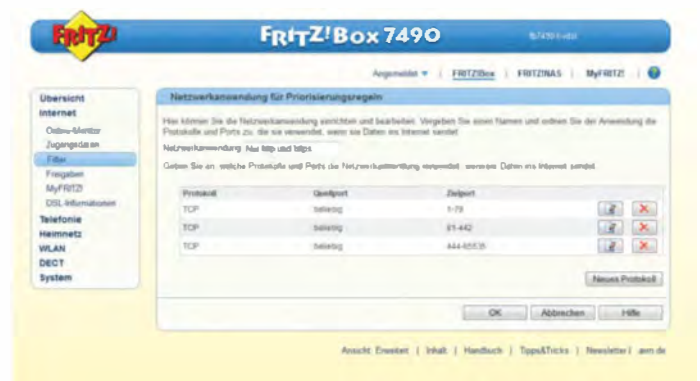 FRITZ!
FRITZ!Box 7490
Angemeldet | FRITZ!Box | FRITZ!NAS | MyFRITZ!
Übersicht
Internet
Online-Monitor
Zugangsdaten
Filter
Freigaben
MyFRITZ!
DSL-Informationen
Telefonie
Heimnetz
WLAN
DECT
System
Netzwerkanwendung für Priorisierungsregeln
Hier können Sie die Netzwerkanwendung einrichten und bearbeiten. Vergeben Sie einen Namen und ordnen Sie der Anwendung die
Protokolle und Ports zu, die sie verwendet, wenn sie Daten ins Internet sendet.
Netzwerkanwendung Nur http und https
Geben Sie an, welche Protokolle und Ports die Netzwerkanwendung verwendet, wenn sie Daten ins Internet sendet.
Protokoll Quellport Zielport
TCP beliebig 1-79
TCP beliebig 81-442
TCP beliebig 444-65535
Neues Protokoll
OK Abbrechen Hilfe
Ansicht: Erweitert | Inhalt | Handbuch | Tipps&Tricks | Newsletter | avm.de